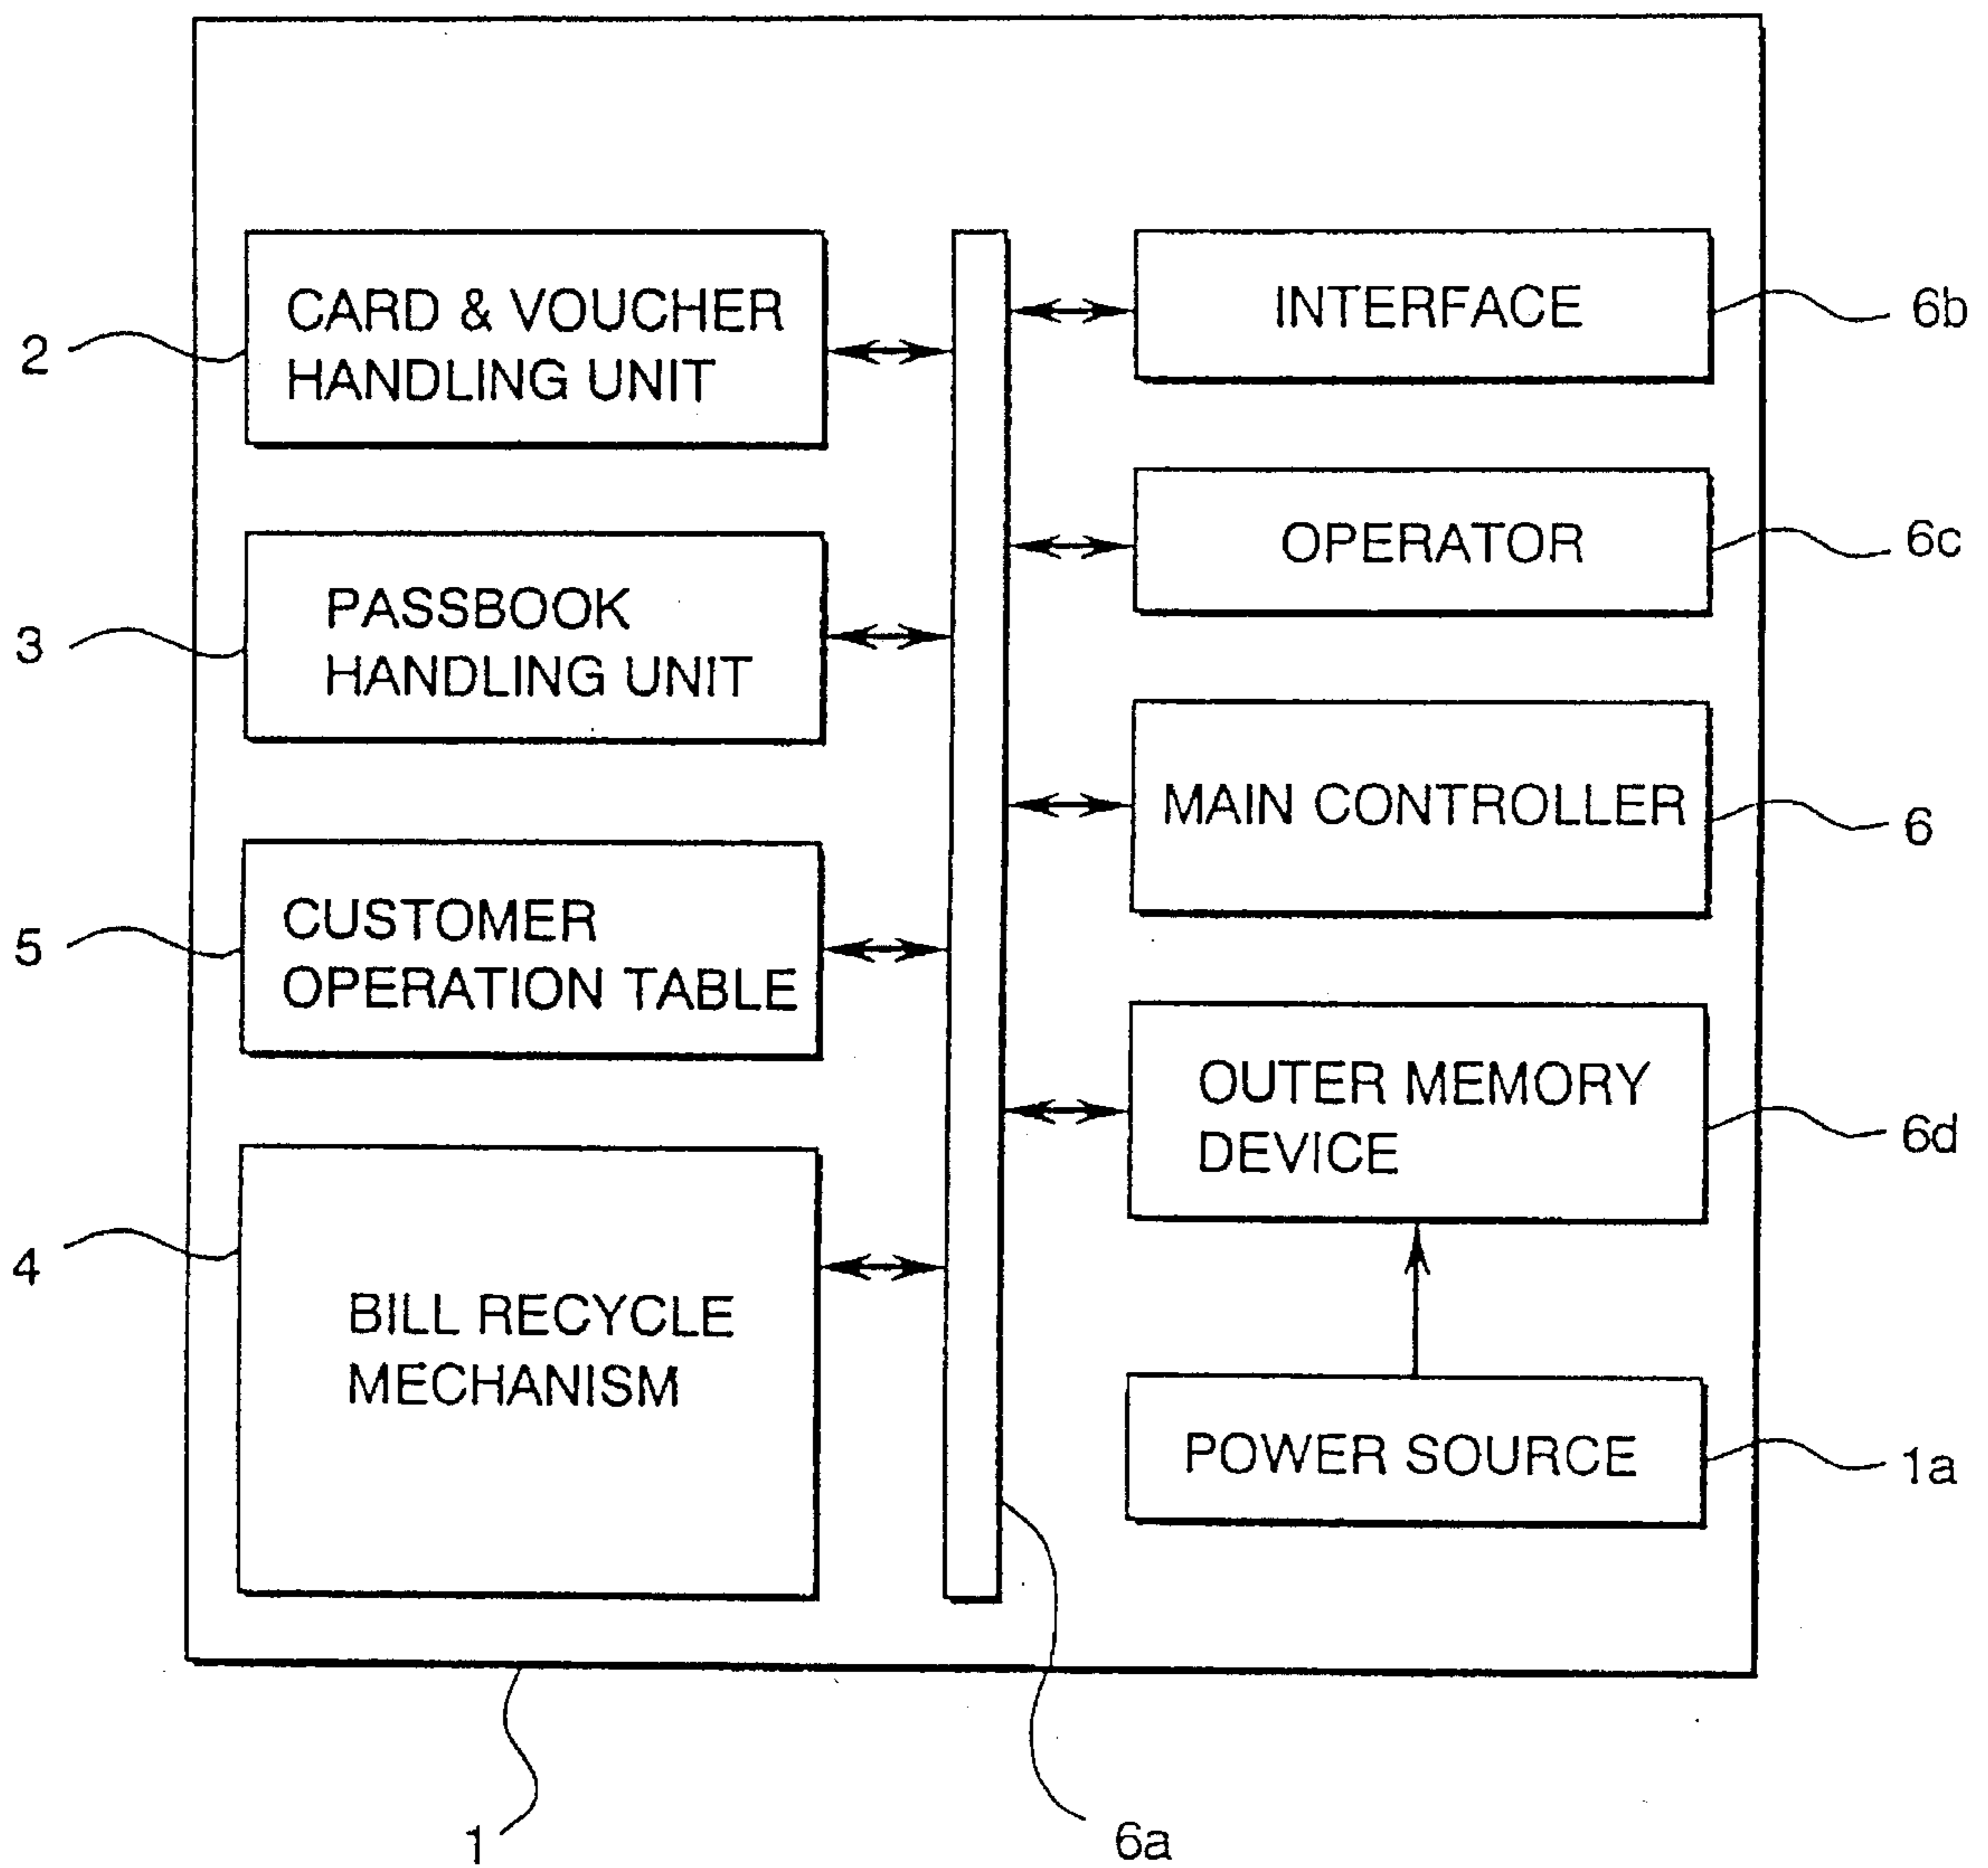 CARD & VOUCHER
HANDLING UNIT
2
INTERFACE
6b
PASSBOOK
HANDLING UNIT
3
OPERATOR
6c
MAIN CONTROLLER
6
CUSTOMER
OPERATION TABLE
5
OUTER MEMORY
DEVICE
6d
BILL RECYCLE
MECHANISM
4
POWER SOURCE
1a
1
6a